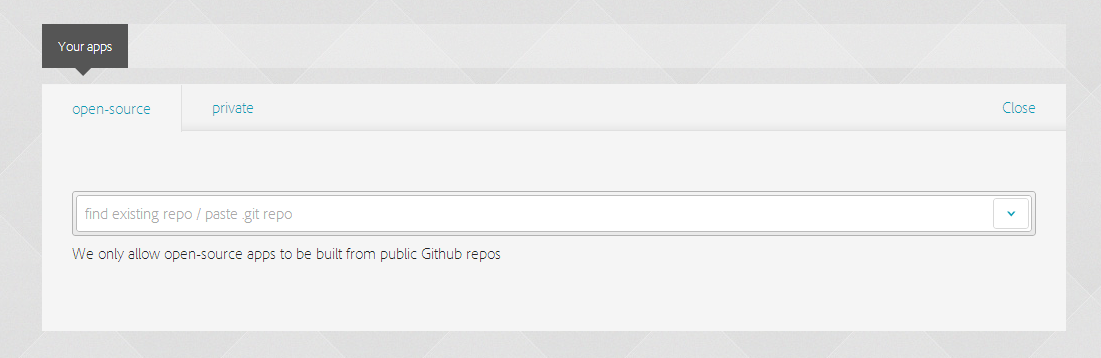 Your apps
open-source
private
Close
find existing repo / paste .git repo
We only allow open-source apps to be built from public Github repos